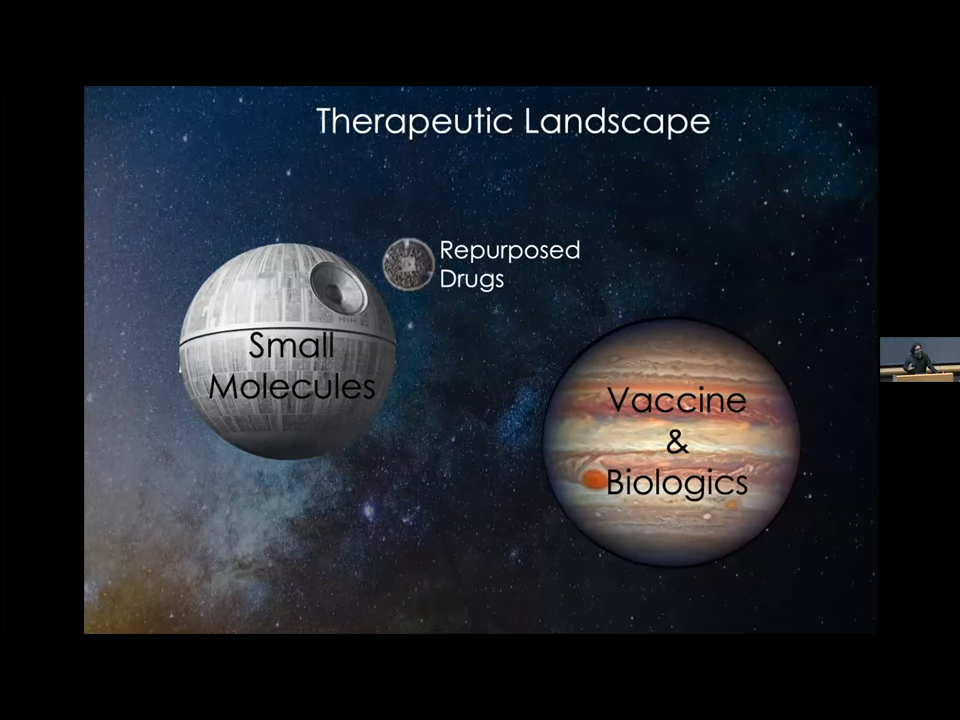 Therapeutic Landscape
Repurposed
Drugs
Small
Molecules
Vaccine
&
Biologics